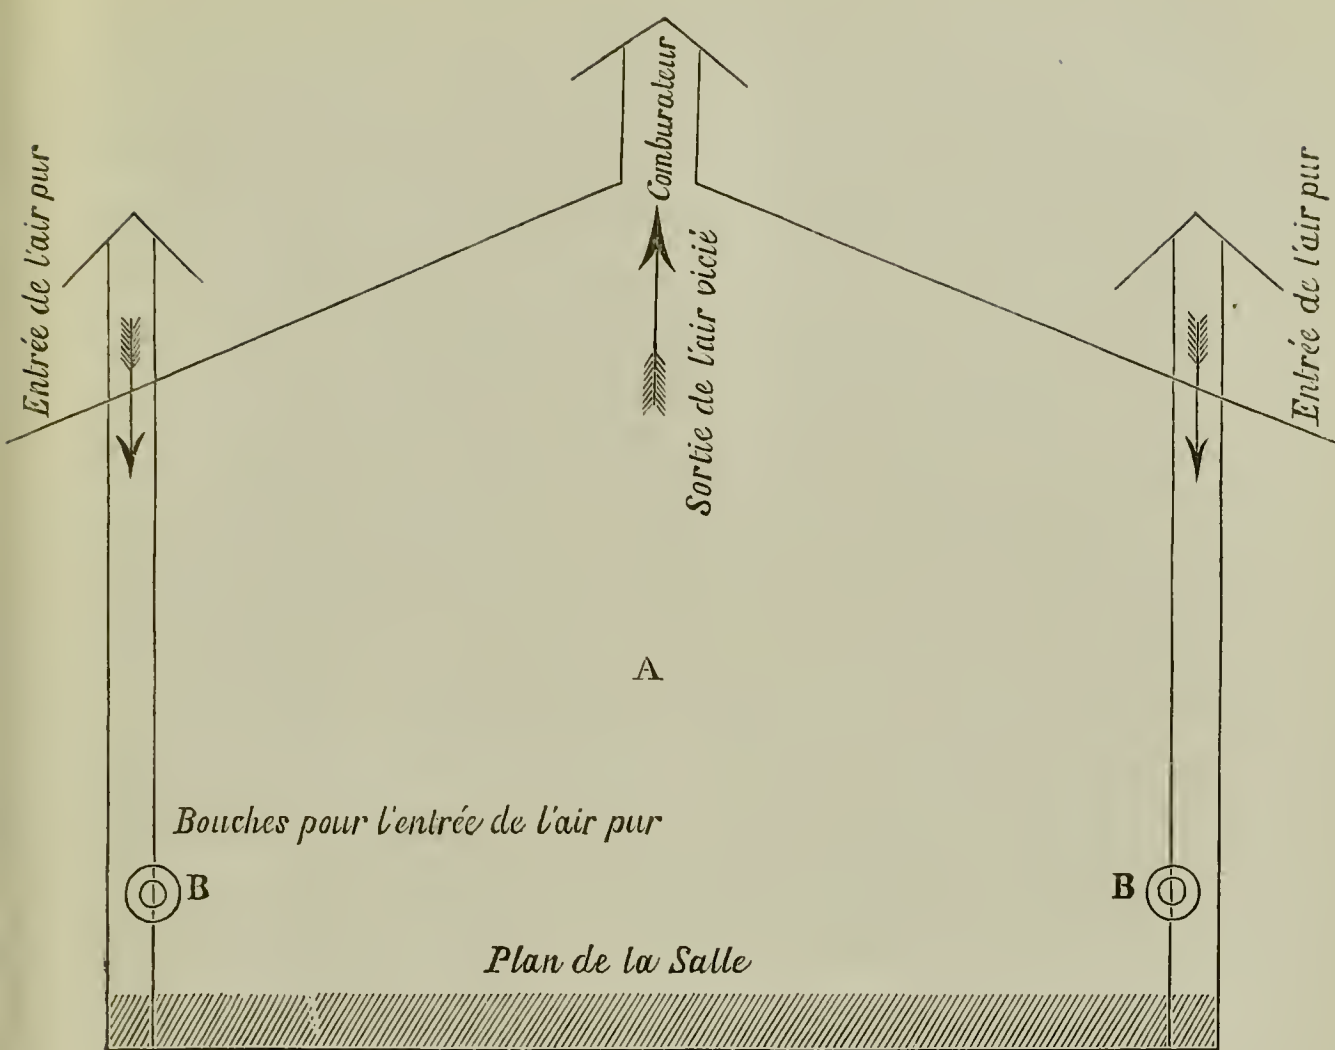 Entrée de l'air pur
Comburateur
Sortie de l'air vicié
Entrée de l'air pur
A
Bouches pour l'entrée de l'air pur
B
B
Plan de la Salle